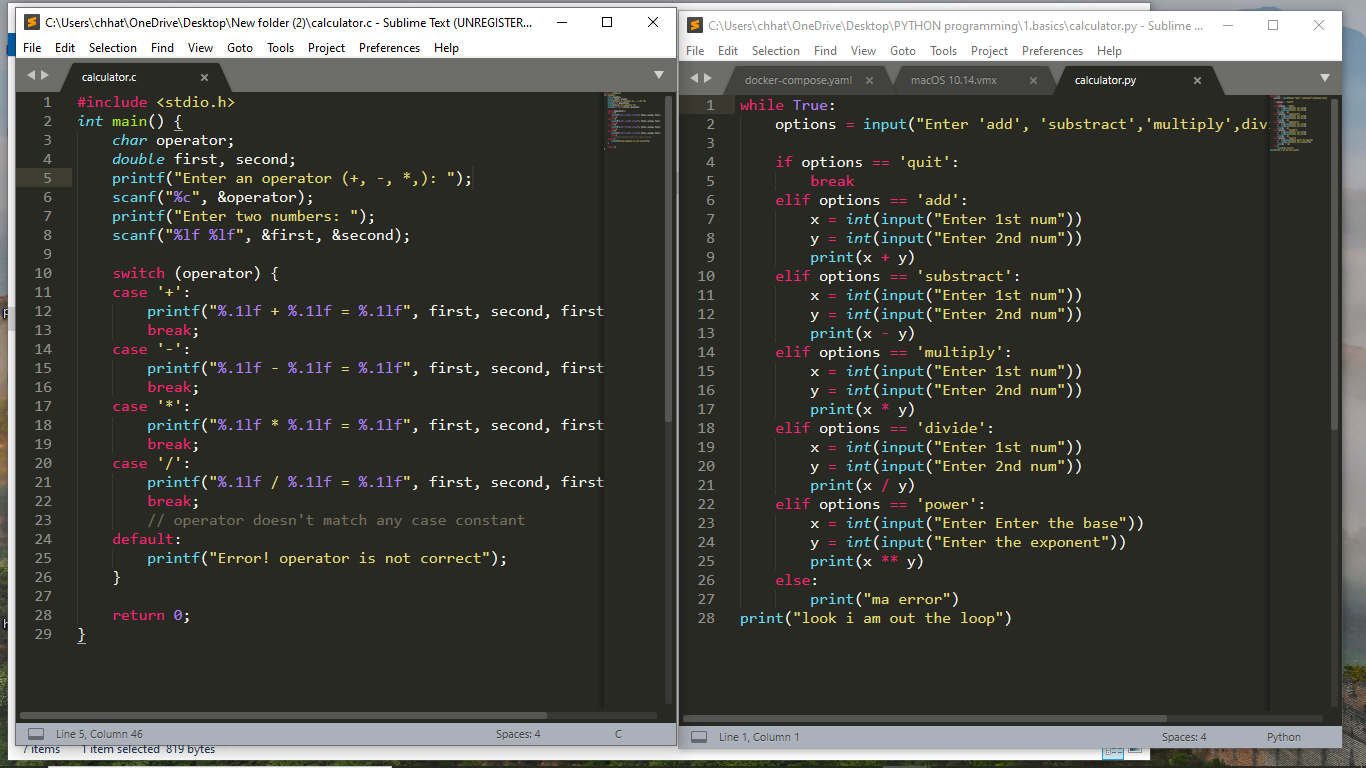 C:\Users\chhat\OneDrive\Desktop\New folder (2)\calculator.c - Sublime Text (UNREGISTER...
File Edit Selection Find View Goto Tools Project Preferences Help
calculator.c
1 #include <stdio.h>
2 int main() {
3 char operator;
4 double first, second;
5 printf("Enter an operator (+, -, *,): ");
6 scanf("%c", &operator);
7 printf("Enter two numbers: ");
8 scanf("%lf %lf", &first, &second);
9
10 switch (operator) {
11 case '+':
12 printf("%.1lf + %.1lf = %.1lf", first, second, first
13 break;
14 case '-':
15 printf("%.1lf - %.1lf = %.1lf", first, second, first
16 break;
17 case '*':
18 printf("%.1lf * %.1lf = %.1lf", first, second, first
19 break;
20 case '/':
21 printf("%.1lf / %.1lf = %.1lf", first, second, first
22 break;
23 // operator doesn't match any case constant
24 default:
25 printf("Error! operator is not correct");
26 }
27
28 return 0;
29 }
Line 5, Column 46 Spaces: 4 C
7 items 1 item selected 819 bytes
C:\Users\chhat\OneDrive\Desktop\PYTHON programming\1.basics\calculator.py - Sublime ...
File Edit Selection Find View Goto Tools Project Preferences Help
docker-compose.yaml macOS 10.14.vmx calculator.py
1 while True:
2 options = input("Enter 'add', 'substract','multiply',div
3
4 if options == 'quit':
5 break
6 elif options == 'add':
7 x = int(input("Enter 1st num"))
8 y = int(input("Enter 2nd num"))
9 print(x + y)
10 elif options == 'substract':
11 x = int(input("Enter 1st num"))
12 y = int(input("Enter 2nd num"))
13 print(x - y)
14 elif options == 'multiply':
15 x = int(input("Enter 1st num"))
16 y = int(input("Enter 2nd num"))
17 print(x * y)
18 elif options == 'divide':
19 x = int(input("Enter 1st num"))
20 y = int(input("Enter 2nd num"))
21 print(x / y)
22 elif options == 'power':
23 x = int(input("Enter Enter the base"))
24 y = int(input("Enter the exponent"))
25 print(x ** y)
26 else:
27 print("ma error")
28 print("look i am out the loop")
Line 1, Column 1 Spaces: 4 Python